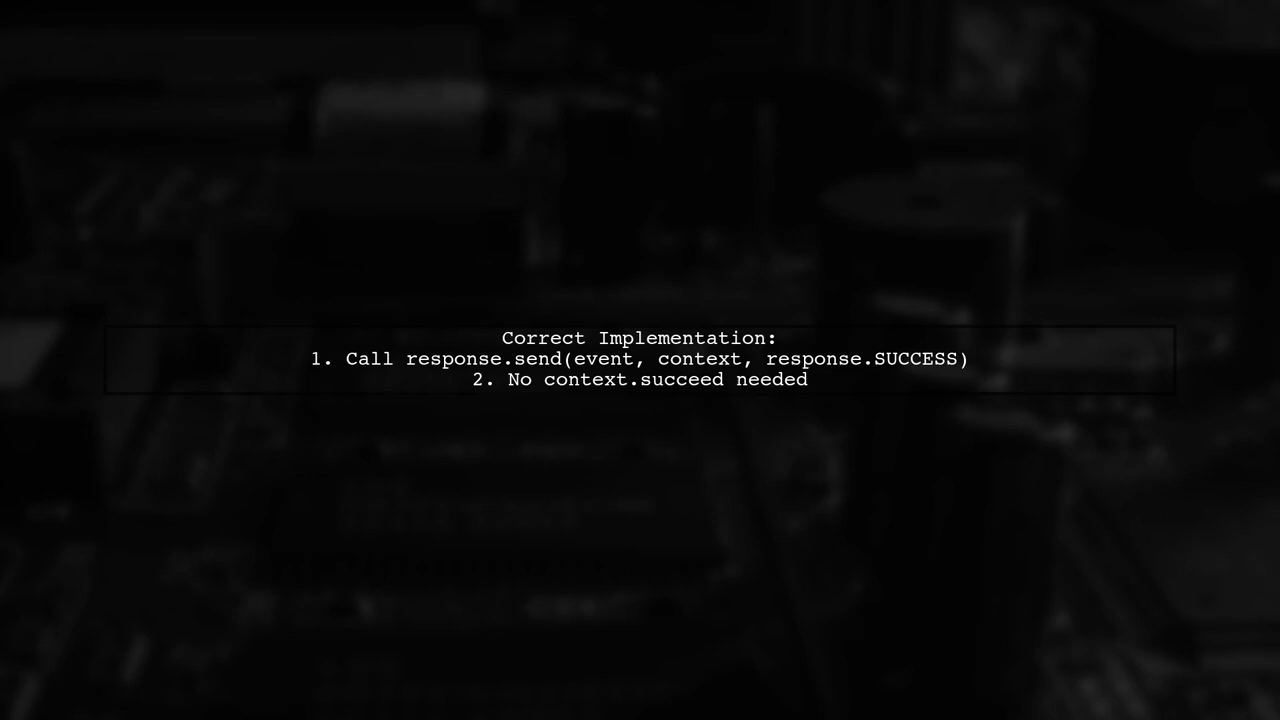 Correct Implementation:
1. Call response.send(event, context, response.SUCCESS)
2. No context.succeed needed